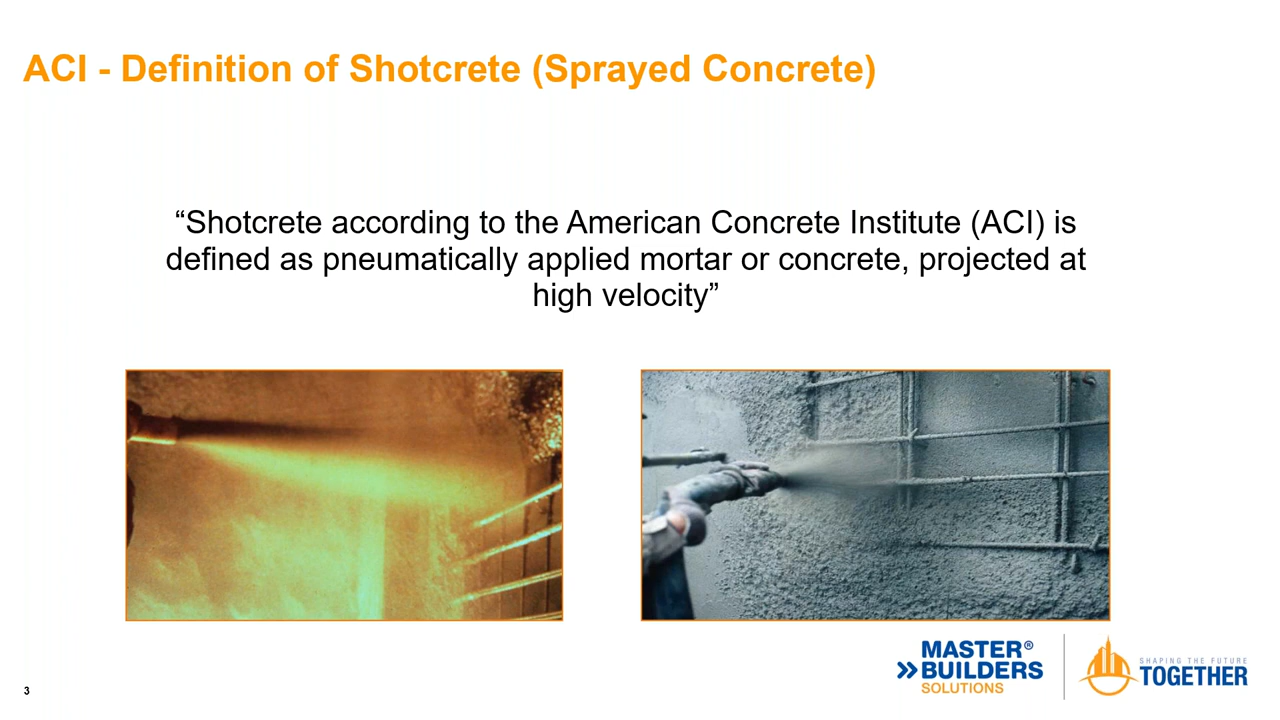 ACI - Definition of Shotcrete (Sprayed Concrete)
“Shotcrete according to the American Concrete Institute (ACI) is
defined as pneumatically applied mortar or concrete, projected at
high velocity”
MASTER®
BUILDERS
SOLUTIONS
SHAPING THE FUTURE
TOGETHER
3